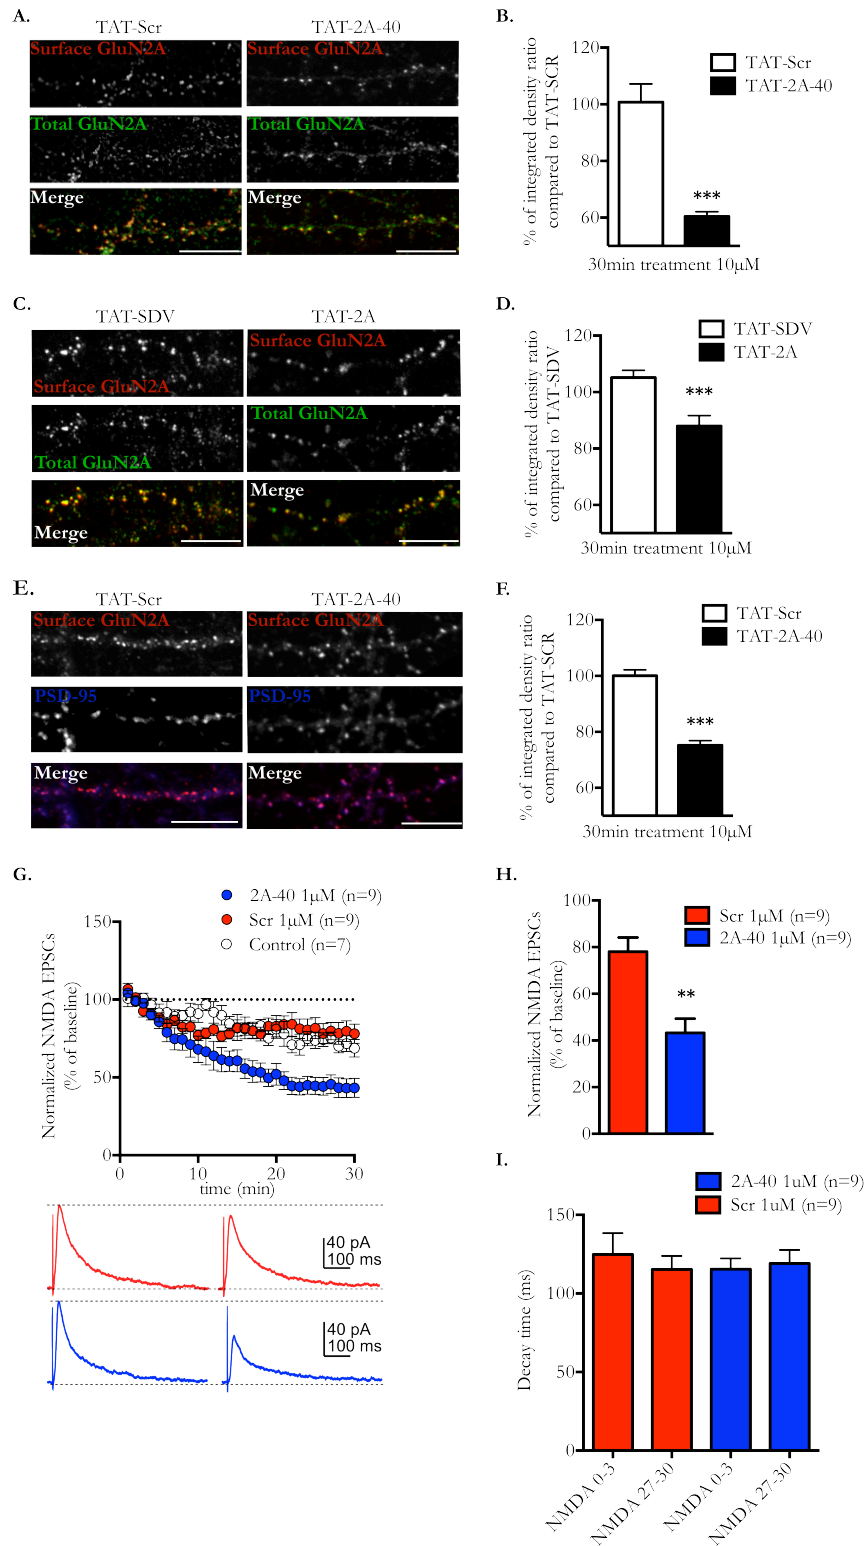 A.
TAT-Scr
TAT-2A-40
Surface GluN2A
Surface GluN2A
Total GluN2A
Total GluN2A
Merge
Merge
B.
TAT-Scr
TAT-2A-40
% of integrated density ratio
compared to TAT-SCR
120
100
80
60
***
30min treatment 10µM
C.
TAT-SDV
TAT-2A
Surface GluN2A
Surface GluN2A
Total GluN2A
Total GluN2A
Merge
Merge
D.
TAT-SDV
TAT-2A
% of integrated density ratio
compared to TAT-SDV
120
100
80
60
***
30min treatment 10µM
E.
TAT-Scr
TAT-2A-40
Surface GluN2A
Surface GluN2A
PSD-95
PSD-95
Merge
Merge
F.
TAT-Scr
TAT-2A-40
% of integrated density ratio
compared to TAT-SCR
120
100
80
60
***
30min treatment 10µM
G.
2A-40 1µM (n=9)
Scr 1µM (n=9)
Control (n=7)
Normalized NMDA EPSCs
(% of baseline)
150
100
50
0
0
10
20
30
time (min)
40 pA
100 ms
40 pA
100 ms
H.
Scr 1µM (n=9)
2A-40 1µM (n=9)
Normalized NMDA EPSCs
(% of baseline)
100
80
60
40
20
0
**
I.
2A-40 1uM (n=9)
Scr 1uM (n=9)
Decay time (ms)
150
100
50
0
NMDA 0-3
NMDA 27-30
NMDA 0-3
NMDA 27-30